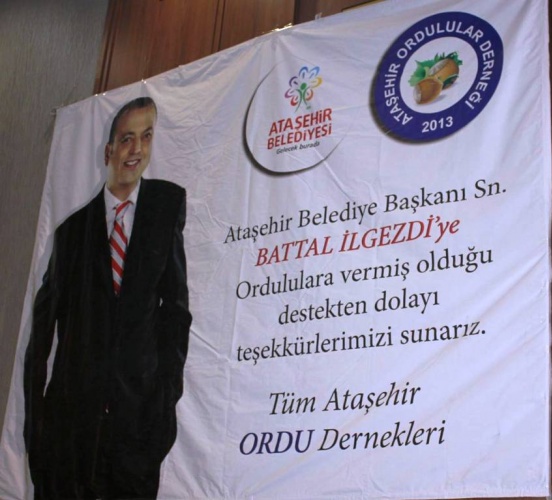 ATAŞEHİR
BELEDİYESİ
Gelecek burada
ATAŞEHİR ORDULULAR DERNEĞİ
2013
Ataşehir Belediye Başkanı Sn.
BATTAL İLGEZDİ'ye
Ordululara vermiş olduğu
destekten dolayı
teşekkürlerimizi sunarız.
Tüm Ataşehir
ORDU Dernekleri